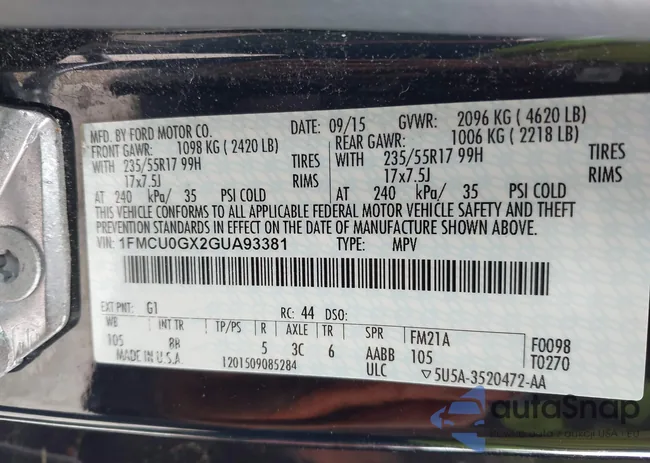 MFD. BY FORD MOTOR CO. DATE: 09/15 GVWR: 2096 KG ( 4620 LB)
FRONT GAWR: 1098 KG ( 2420 LB) REAR GAWR: 1006 KG ( 2218 LB)
WITH 235/55R17 99H TIRES WITH 235/55R17 99H TIRES
17x7.5J RIMS 17x7.5J RIMS
AT 240 kPa/ 35 PSI COLD AT 240 kPa/ 35 PSI COLD
THIS VEHICLE CONFORMS TO ALL APPLICABLE FEDERAL MOTOR VEHICLE SAFETY AND THEFT
PREVENTION STANDARDS IN EFFECT ON THE DATE OF MANUFACTURE SHOWN ABOVE.
VIN: 1FMCU0GX2GUA93381 TYPE: MPV
EXT PNT: G1 RC: 44 DSO:
WB INT TR TP/PS R AXLE TR SPR FM21A F0098
105 8B 5 3C 6 AABB 105 T0270
MADE IN U.S.A. 1201509085284 ULC ▽5U5A-3520472-AA
autoSnap